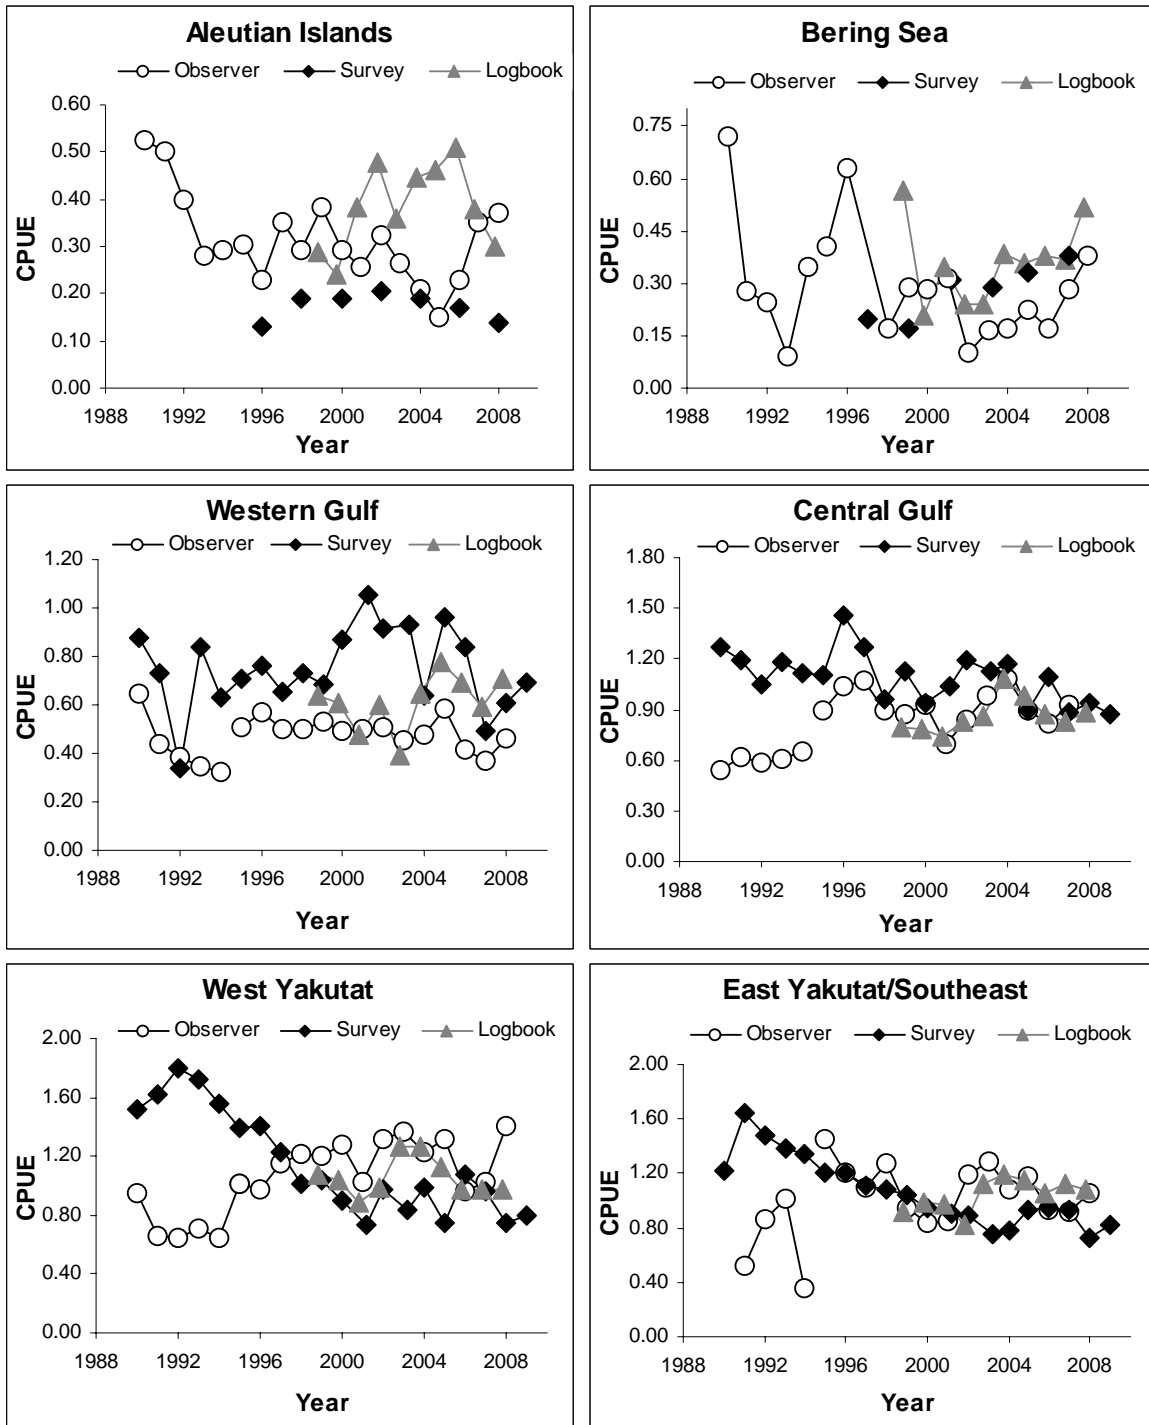 Aleutian Islands
Observer Survey Logbook
0.60
0.50
0.40
0.30
0.20
0.10
0.00
CPUE
1988 1992 1996 2000 2004 2008
Year
Bering Sea
Observer Survey Logbook
0.75
0.60
0.45
0.30
0.15
0.00
CPUE
1988 1992 1996 2000 2004 2008
Year
Western Gulf
Observer Survey Logbook
1.20
1.00
0.80
0.60
0.40
0.20
0.00
CPUE
1988 1992 1996 2000 2004 2008
Year
Central Gulf
Observer Survey Logbook
1.80
1.50
1.20
0.90
0.60
0.30
0.00
CPUE
1988 1992 1996 2000 2004 2008
Year
West Yakutat
Observer Survey Logbook
2.00
1.60
1.20
0.80
0.40
0.00
CPUE
1988 1992 1996 2000 2004 2008
Year
East Yakutat/Southeast
Observer Survey Logbook
2.00
1.60
1.20
0.80
0.40
0.00
CPUE
1988 1992 1996 2000 2004 2008
Year